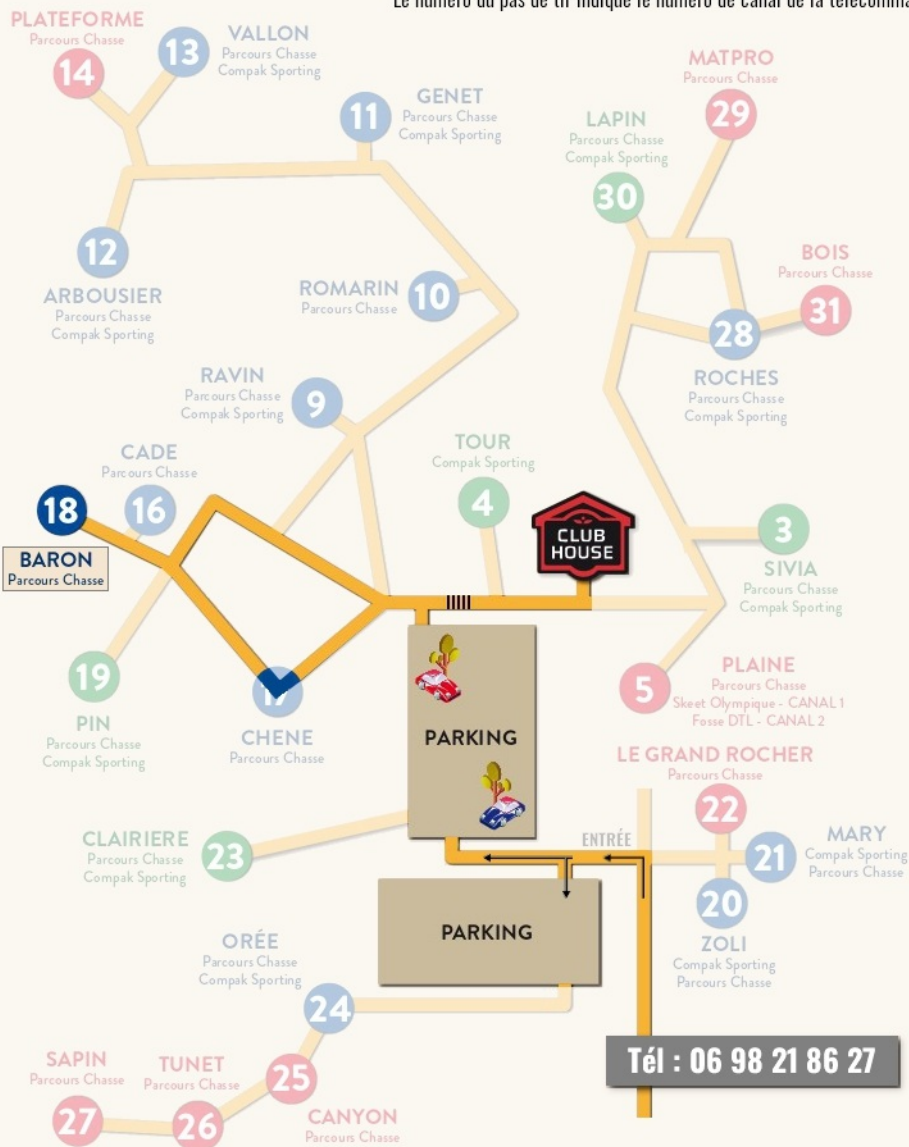 Le numéro du pas de tir indique le numéro de canal de la télécomma
PLATEFORME
Parcours Chasse
14
13
VALLON
Parcours Chasse
Compak Sporting
11
GENET
Parcours Chasse
Compak Sporting
MATPRO
Parcours Chasse
29
LAPIN
Parcours Chasse
Compak Sporting
30
12
ARBOUSIER
Parcours Chasse
Compak Sporting
ROMARIN
Parcours Chasse
10
BOIS
Parcours Chasse
31
28
ROCHES
Parcours Chasse
Compak Sporting
RAVIN
Parcours Chasse
Compak Sporting
9
CADE
Parcours Chasse
16
TOUR
Compak Sporting
4
18
BARON
Parcours Chasse
CLUB
HOUSE
3
SIVIA
Parcours Chasse
Compak Sporting
19
PIN
Parcours Chasse
Compak Sporting
17
CHENE
Parcours Chasse
PARKING
5
PLAINE
Parcours Chasse
Skeet Olympique - CANAL 1
Fosse DTL - CANAL 2
LE GRAND ROCHER
Parcours Chasse
22
CLAIRIERE
Parcours Chasse
Compak Sporting
23
ENTRÉE
21
MARY
Compak Sporting
Parcours Chasse
20
ZOLI
Compak Sporting
Parcours Chasse
PARKING
ORÉE
Parcours Chasse
Compak Sporting
24
Tél : 06 98 21 86 27
SAPIN
Parcours Chasse
27
TUNET
Parcours Chasse
26
25
CANYON
Parcours Chasse